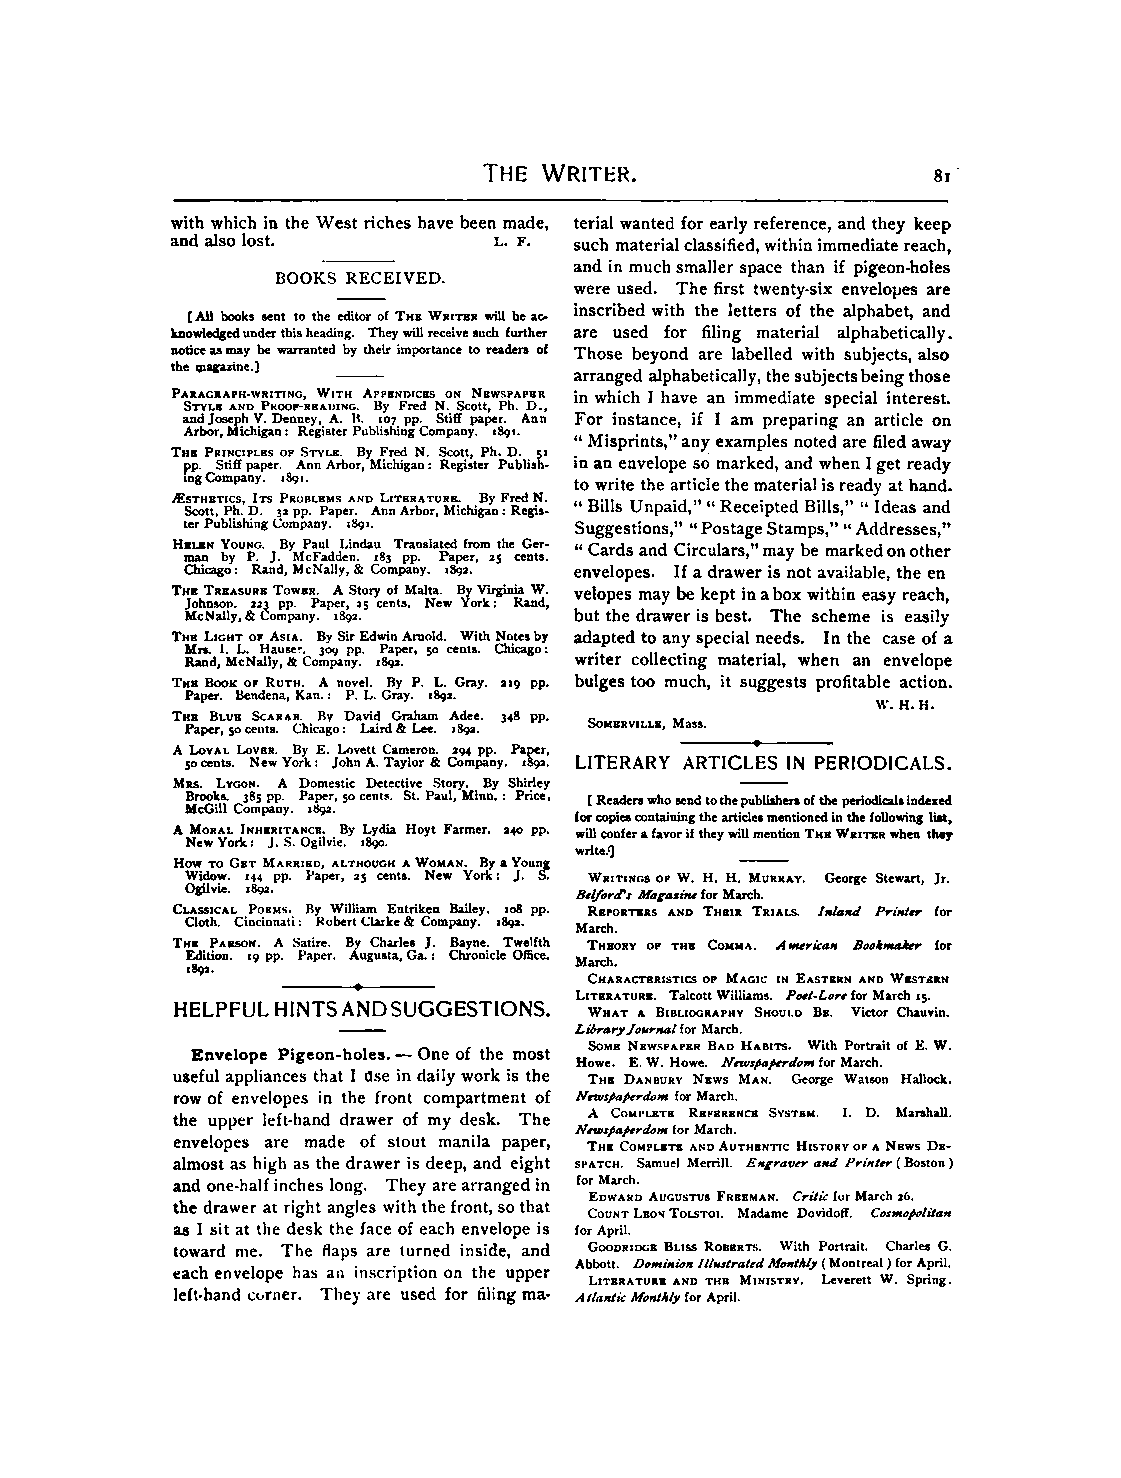 THE WRITER.
81
with which in the West riches have been made,
and also lost. L. F.
BOOKS RECEIVED.
[All books sent to the editor of THE WRITER will be ac-
knowledged under this heading. They will receive such further
notice as may be warranted by their importance to readers of
the magazine.]
PARAGRAPH-WRITING, WITH APPENDICES ON NEWSPAPER
STYLE AND PROOF-READING. By Fred N. Scott, Ph. D.,
and Joseph V. Denney, A. B. 107 pp. Stiff paper. Ann
Arbor, Michigan: Register Publishing Company. 1891.
THE PRINCIPLES OF STYLE. By Fred N. Scott, Ph. D. 51
pp. Stiff paper. Ann Arbor, Michigan: Register Publish-
ing Company. 1891.
ÆSTHETICS, ITS PROBLEMS AND LITERATURE. By Fred N.
Scott, Ph. D. 32 pp. Paper. Ann Arbor, Michigan: Regis-
ter Publishing Company. 1891.
HELEN YOUNG. By Paul Lindau Translated from the Ger-
man by P. J. McFadden. 183 pp. Paper, 25 cents.
Chicago: Rand, McNally, & Company. 1892.
THE TREASURE TOWER. A Story of Malta. By Virginia W.
Johnson. 223 pp. Paper, 25 cents. New York: Rand,
McNally, & Company. 1892.
THE LIGHT OF ASIA. By Sir Edwin Arnold. With Notes by
Mrs. I. L. Hauser. 309 pp. Paper, 50 cents. Chicago:
Rand, McNally, & Company. 1892.
THE BOOK OF RUTH. A novel. By P. L. Gray. 219 pp.
Paper. Bendena, Kan.: P. L. Gray. 1892.
THE BLUE SCARAB. By David Graham Adee. 348 pp.
Paper, 50 cents. Chicago: Laird & Lee. 1892.
A LOYAL LOVER. By E. Lovett Cameron. 294 pp. Paper,
50 cents. New York: John A. Taylor & Company. 1892.
MRS. LYGON. A Domestic Detective Story. By Shirley
Brooks. 385 pp. Paper, 50 cents. St. Paul, Minn.: Price,
McGill Company. 1892.
A MORAL INHERITANCE. By Lydia Hoyt Farmer. 240 pp.
New York: J. S. Ogilvie. 1890.
HOW TO GET MARRIED, ALTHOUGH A WOMAN. By a Young
Widow. 144 pp. Paper, 25 cents. New York: J. S.
Ogilvie. 1892.
CLASSICAL POEMS. By William Entriken Bailey. 108 pp.
Cloth. Cincinnati: Robert Clarke & Company. 1892.
THE PARSON. A Satire. By Charles J. Bayne. Twelfth
Edition. 19 pp. Paper. Augusta, Ga.: Chronicle Office.
1892.
HELPFUL HINTS AND SUGGESTIONS.
Envelope Pigeon-holes. — One of the most
useful appliances that I use in daily work is the
row of envelopes in the front compartment of
the upper left-hand drawer of my desk. The
envelopes are made of stout manila paper,
almost as high as the drawer is deep, and eight
and one-half inches long. They are arranged in
the drawer at right angles with the front, so that
as I sit at the desk the face of each envelope is
toward me. The flaps are turned inside, and
each envelope has an inscription on the upper
left-hand corner. They are used for filing ma-
terial wanted for early reference, and they keep
such material classified, within immediate reach,
and in much smaller space than if pigeon-holes
were used. The first twenty-six envelopes are
inscribed with the letters of the alphabet, and
are used for filing material alphabetically.
Those beyond are labelled with subjects, also
arranged alphabetically, the subjects being those
in which I have an immediate special interest.
For instance, if I am preparing an article on
"Misprints," any examples noted are filed away
in an envelope so marked, and when I get ready
to write the article the material is ready at hand.
"Bills Unpaid," "Receipted Bills," "Ideas and
Suggestions," "Postage Stamps," "Addresses,"
"Cards and Circulars," may be marked on other
envelopes. If a drawer is not available, the en
velopes may be kept in a box within easy reach,
but the drawer is best. The scheme is easily
adapted to any special needs. In the case of a
writer collecting material, when an envelope
bulges too much, it suggests profitable action.
W. H. H.
SOMERVILLE, Mass.
LITERARY ARTICLES IN PERIODICALS.
[Readers who send to the publishers of the periodicals indexed
for copies containing the articles mentioned in the following list,
will confer a favor if they will mention THE WRITER when they
write.]
WRITINGS OF W. H. H. MURRAY. George Stewart, Jr.
Belford's Magazine for March.
REPORTERS AND THEIR TRIALS. Inland Printer for
March.
THEORY OF THE COMMA. American Bookmaker for
March.
CHARACTERISTICS OF MAGIC IN EASTERN AND WESTERN
LITERATURE. Talcott Williams. Poet-Lore for March 15.
WHAT A BIBLIOGRAPHY SHOULD BE. Victor Chauvin.
Library Journal for March.
SOME NEWSPAPER BAD HABITS. With Portrait of E. W.
Howe. E. W. Howe. Newspaperdom for March.
THE DANBURY NEWS MAN. George Watson Hallock.
Newspaperdom for March.
A COMPLETE REFERENCE SYSTEM. I. D. Marshall.
Newspaperdom for March.
THE COMPLETE AND AUTHENTIC HISTORY OF A NEWS DE-
SPATCH. Samuel Merrill. Engraver and Printer (Boston)
for March.
EDWARD AUGUSTUS FREEMAN. Critic for March 26.
COUNT LEON TOLSTOI. Madame Dovidoff. Cosmopolitan
for April.
GOODRIDGE BLISS ROBERTS. With Portrait. Charles G.
Abbott. Dominion Illustrated Monthly (Montreal) for April.
LITERATURE AND THE MINISTRY. Leverett W. Spring.
Atlantic Monthly for April.